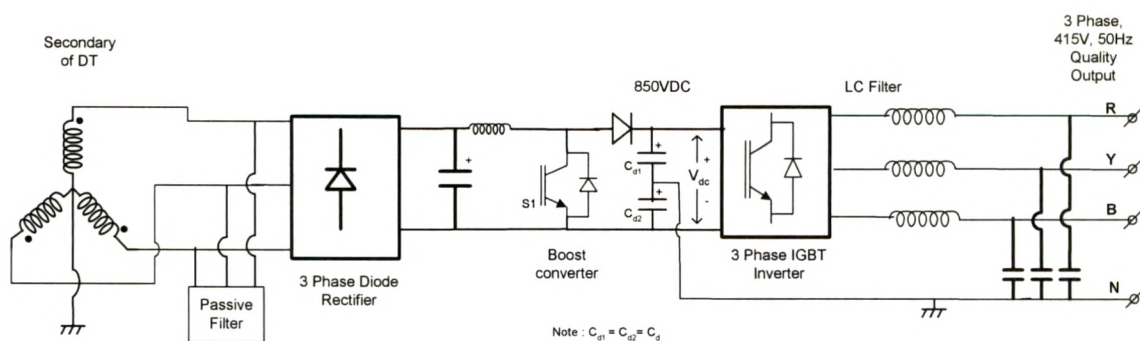 Secondary
of DT
3 Phase Diode
Rectifier
Passive
Filter
+
S1
Boost
converter
850VDC
+
Cd1
+
Cd2
+
Vdc
-
3 Phase IGBT
Inverter
LC Filter
3 Phase,
415V, 50Hz
Quality
Output
R
Y
B
N
Note : Cd1 = Cd2= Cd